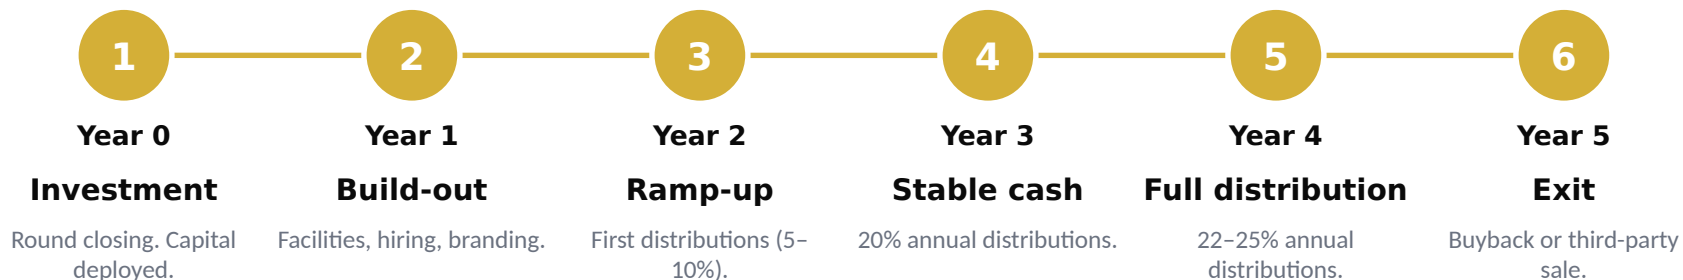 1 2 3 4 5 6
Year 0 Year 1 Year 2 Year 3 Year 4 Year 5
Investment Build-out Ramp-up Stable cash Full distribution Exit
Round closing. Capital Facilities, hiring, branding. First distributions (5– 20% annual distributions. 22–25% annual Buyback or third-party
deployed. 10%). distributions. sale.